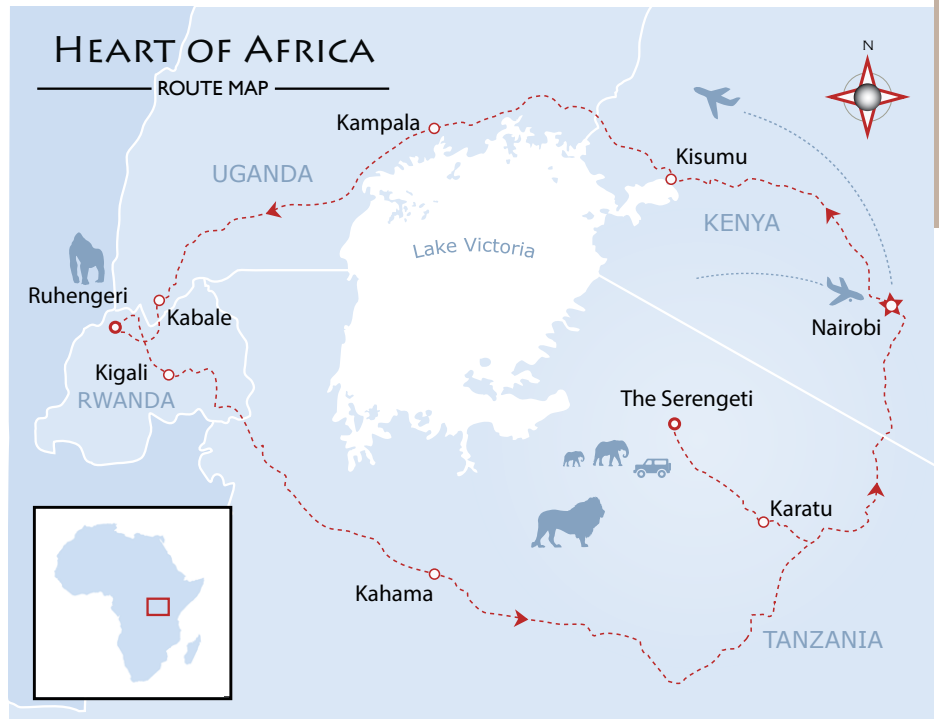 HEART OF AFRICA
ROUTE MAP
N
Kampala
Kisumu
UGANDA
KENYA
Lake Victoria
Ruhengeri
Kabale
Nairobi
Kigali
RWANDA
The Serengeti
Karatu
Kahama
TANZANIA